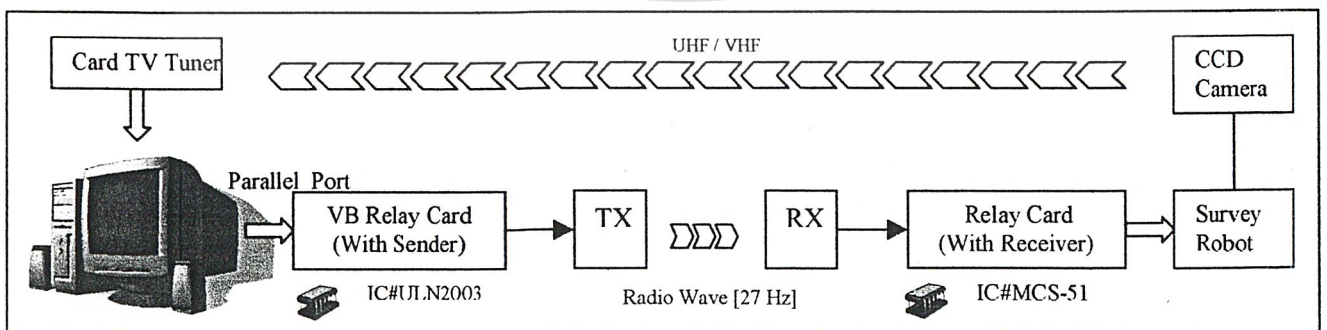 Card TV Tuner
UHF / VHF
CCD
Camera
Parallel Port
VB Relay Card
(With Sender)
TX
RX
Relay Card
(With Receiver)
Survey
Robot
IC#ULN2003
Radio Wave [27 Hz]
IC#MCS-51